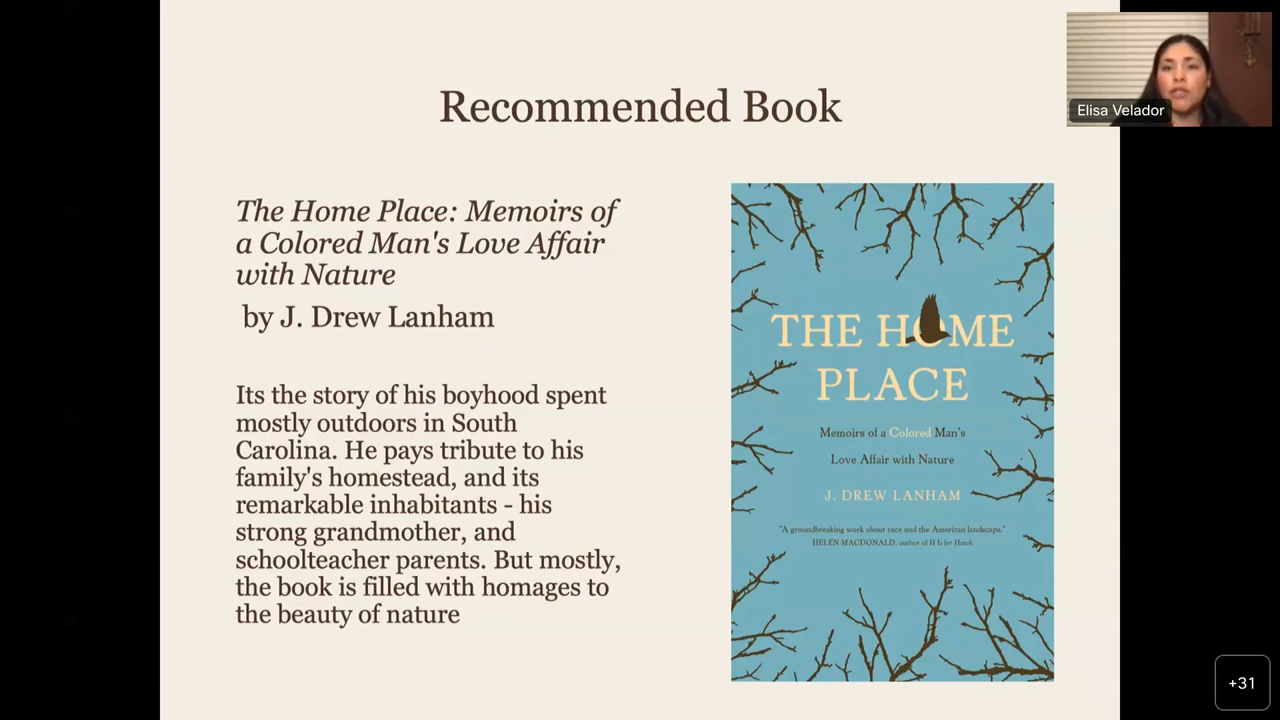 Recommended Book
Elisa Velador
The Home Place: Memoirs of
a Colored Man's Love Affair
with Nature
by J. Drew Lanham
Its the story of his boyhood spent
mostly outdoors in South
Carolina. He pays tribute to his
family's homestead, and its
remarkable inhabitants - his
strong grandmother, and
schoolteacher parents. But mostly,
the book is filled with homages to
the beauty of nature
THE HOME
PLACE
Memoirs of a Colored Man's
Love Affair with Nature
J. DREW LANHAM
"A groundbreaking work about race and the American landscape."
HELEN MACDONALD, author of H Is for Hawk
+31